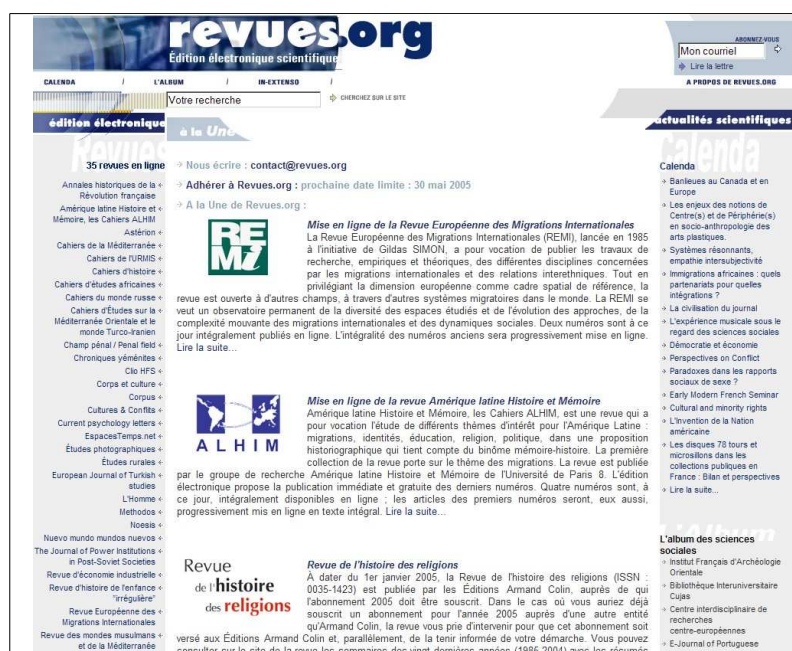 revues.org
Édition électronique scientifique
ABONNEZ-VOUS
Mon courriel
Lire la lettre
A PROPOS DE REVUES.ORG
CALENDA / L'ALBUM / IN-EXTENSO /
Votre recherche
CHERCHEZ SUR LE SITE
édition électronique
Revues
35 revues en ligne
Annales historiques de la
Révolution française
Amérique latine Histoire et
Mémoire, les Cahiers ALHIM
Astérion
Cahiers de la Méditerranée
Cahiers de l'URMIS
Cahiers d'histoire
Cahiers d'études africaines
Cahiers du monde russe
Cahiers d'Études sur la
Méditerranée Orientale et le
monde Turco-Iranien
Champ pénal / Penal field
Chroniques yéménites
Clio HFS
Corps et culture
Corpus
Cultures & Conflits
Current psychology letters
EspacesTemps.net
Études photographiques
Études rurales
European Journal of Turkish
studies
L'Homme
Methodos
Noesis
Nuevo mundo mundos nuevos
The Journal of Power Institutions
in Post-Soviet Societies
Revue d'économie industrielle
Revue d'histoire de l'enfance
"irrégulière"
Revue Européenne des
Migrations Internationales
Revue des mondes musulmans
et de la Méditerranée
à la Une
Nous écrire : contact@revues.org
Adhérer à Revues.org : prochaine date limite : 30 mai 2005
A la Une de Revues.org :
REMI
Mise en ligne de la Revue Européenne des Migrations Internationales
La Revue Européenne des Migrations Internationales (REMI), lancée en 1985
à l'initiative de Gildas SIMON, a pour vocation de publier les travaux de
recherche, empiriques et théoriques, des différentes disciplines concernées
par les migrations internationales et des relations interethniques. Tout en
privilégiant la dimension européenne comme cadre spatial de référence, la
revue est ouverte à d'autres champs, à travers d'autres systèmes migratoires dans le monde. La REMI se
veut un observatoire permanent de la diversité des espaces étudiés et de l'évolution des approches, de la
complexité mouvante des migrations internationales et des dynamiques sociales. Deux numéros sont à ce
jour intégralement publiés en ligne. L'intégralité des numéros anciens sera progressivement mise en ligne.
Lire la suite...
ALHIM
Mise en ligne de la revue Amérique latine Histoire et Mémoire
Amérique latine Histoire et Mémoire, les Cahiers ALHIM, est une revue qui a
pour vocation l'étude de différents thèmes d'intérêt pour l'Amérique Latine :
migrations, identités, éducation, religion, politique, dans une proposition
historiographique qui tient compte du binôme mémoire-histoire. La première
collection de la revue porte sur le thème des migrations. La revue est publiée
par le groupe de recherche Amérique latine Histoire et Mémoire de l'Université de Paris 8. L'édition
électronique propose la publication immédiate et gratuite des derniers numéros. Quatre numéros sont, à
ce jour, intégralement disponibles en ligne ; les articles des premiers numéros seront, eux aussi,
progressivement mis en ligne en texte intégral. Lire la suite...
Revue
de l'histoire
des religions
Revue de l'histoire des religions
À dater du 1er janvier 2005, la Revue de l'histoire des religions (ISSN :
0035-1423) est publiée par les Éditions Armand Colin, auprès de qui
l'abonnement 2005 doit être souscrit. Dans le cas où vous auriez déjà
souscrit un abonnement pour l'année 2005 auprès d'une autre entité
qu'Armand Colin, la revue vous prie d'intervenir pour que cet abonnement soit
versé aux Éditions Armand Colin et, parallèlement, de la tenir informée de votre démarche. Vous pouvez
consulter sur le site de la revue les sommaires des vingt dernières années (1985-2004) avec les résumés
actualités scientifiques
Calenda
Calenda
Banlieues au Canada et en
Europe
Les enjeux des notions de
Centre(s) et de Périphérie(s)
en socio-anthropologie des
arts plastiques.
Systèmes résonnants,
empathie intersubjectivité
Immigrations africaines : quels
partenariats pour quelles
intégrations ?
La civilisation du journal
L'expérience musicale sous le
regard des sciences sociales
Démocratie et économie
Perspectives on Conflict
Paradoxes dans les rapports
sociaux de sexe ?
Early Modern French Seminar
Cultural and minority rights
L'Invention de la Nation
américaine
Les disques 78 tours et
microsillons dans les
collections publiques en
France : Bilan et perspectives
Lire la suite...
L'Album
L'album des sciences
sociales
Institut Français d'Archéologie
Orientale
Bibliothèque Interuniversitaire
Cujas
Centre interdisciplinaire de
recherches
centre-européennes
E-Journal of Portuguese